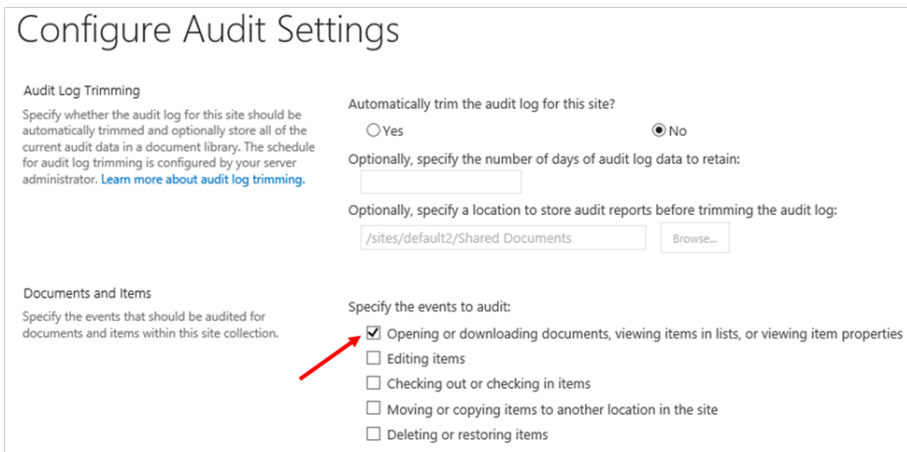 Configure Audit Settings
Audit Log Trimming
Specify whether the audit log for this site should be
automatically trimmed and optionally store all of the
current audit data in a document library. The schedule
for audit log trimming is configured by your server
administrator. Learn more about audit log trimming.
Automatically trim the audit log for this site?
Yes
No
Optionally, specify the number of days of audit log data to retain:
Optionally, specify a location to store audit reports before trimming the audit log:
/sites/default2/Shared Documents
Browse...
Documents and Items
Specify the events that should be audited for
documents and items within this site collection.
Specify the events to audit:
Opening or downloading documents, viewing items in lists, or viewing item properties
Editing items
Checking out or checking in items
Moving or copying items to another location in the site
Deleting or restoring items